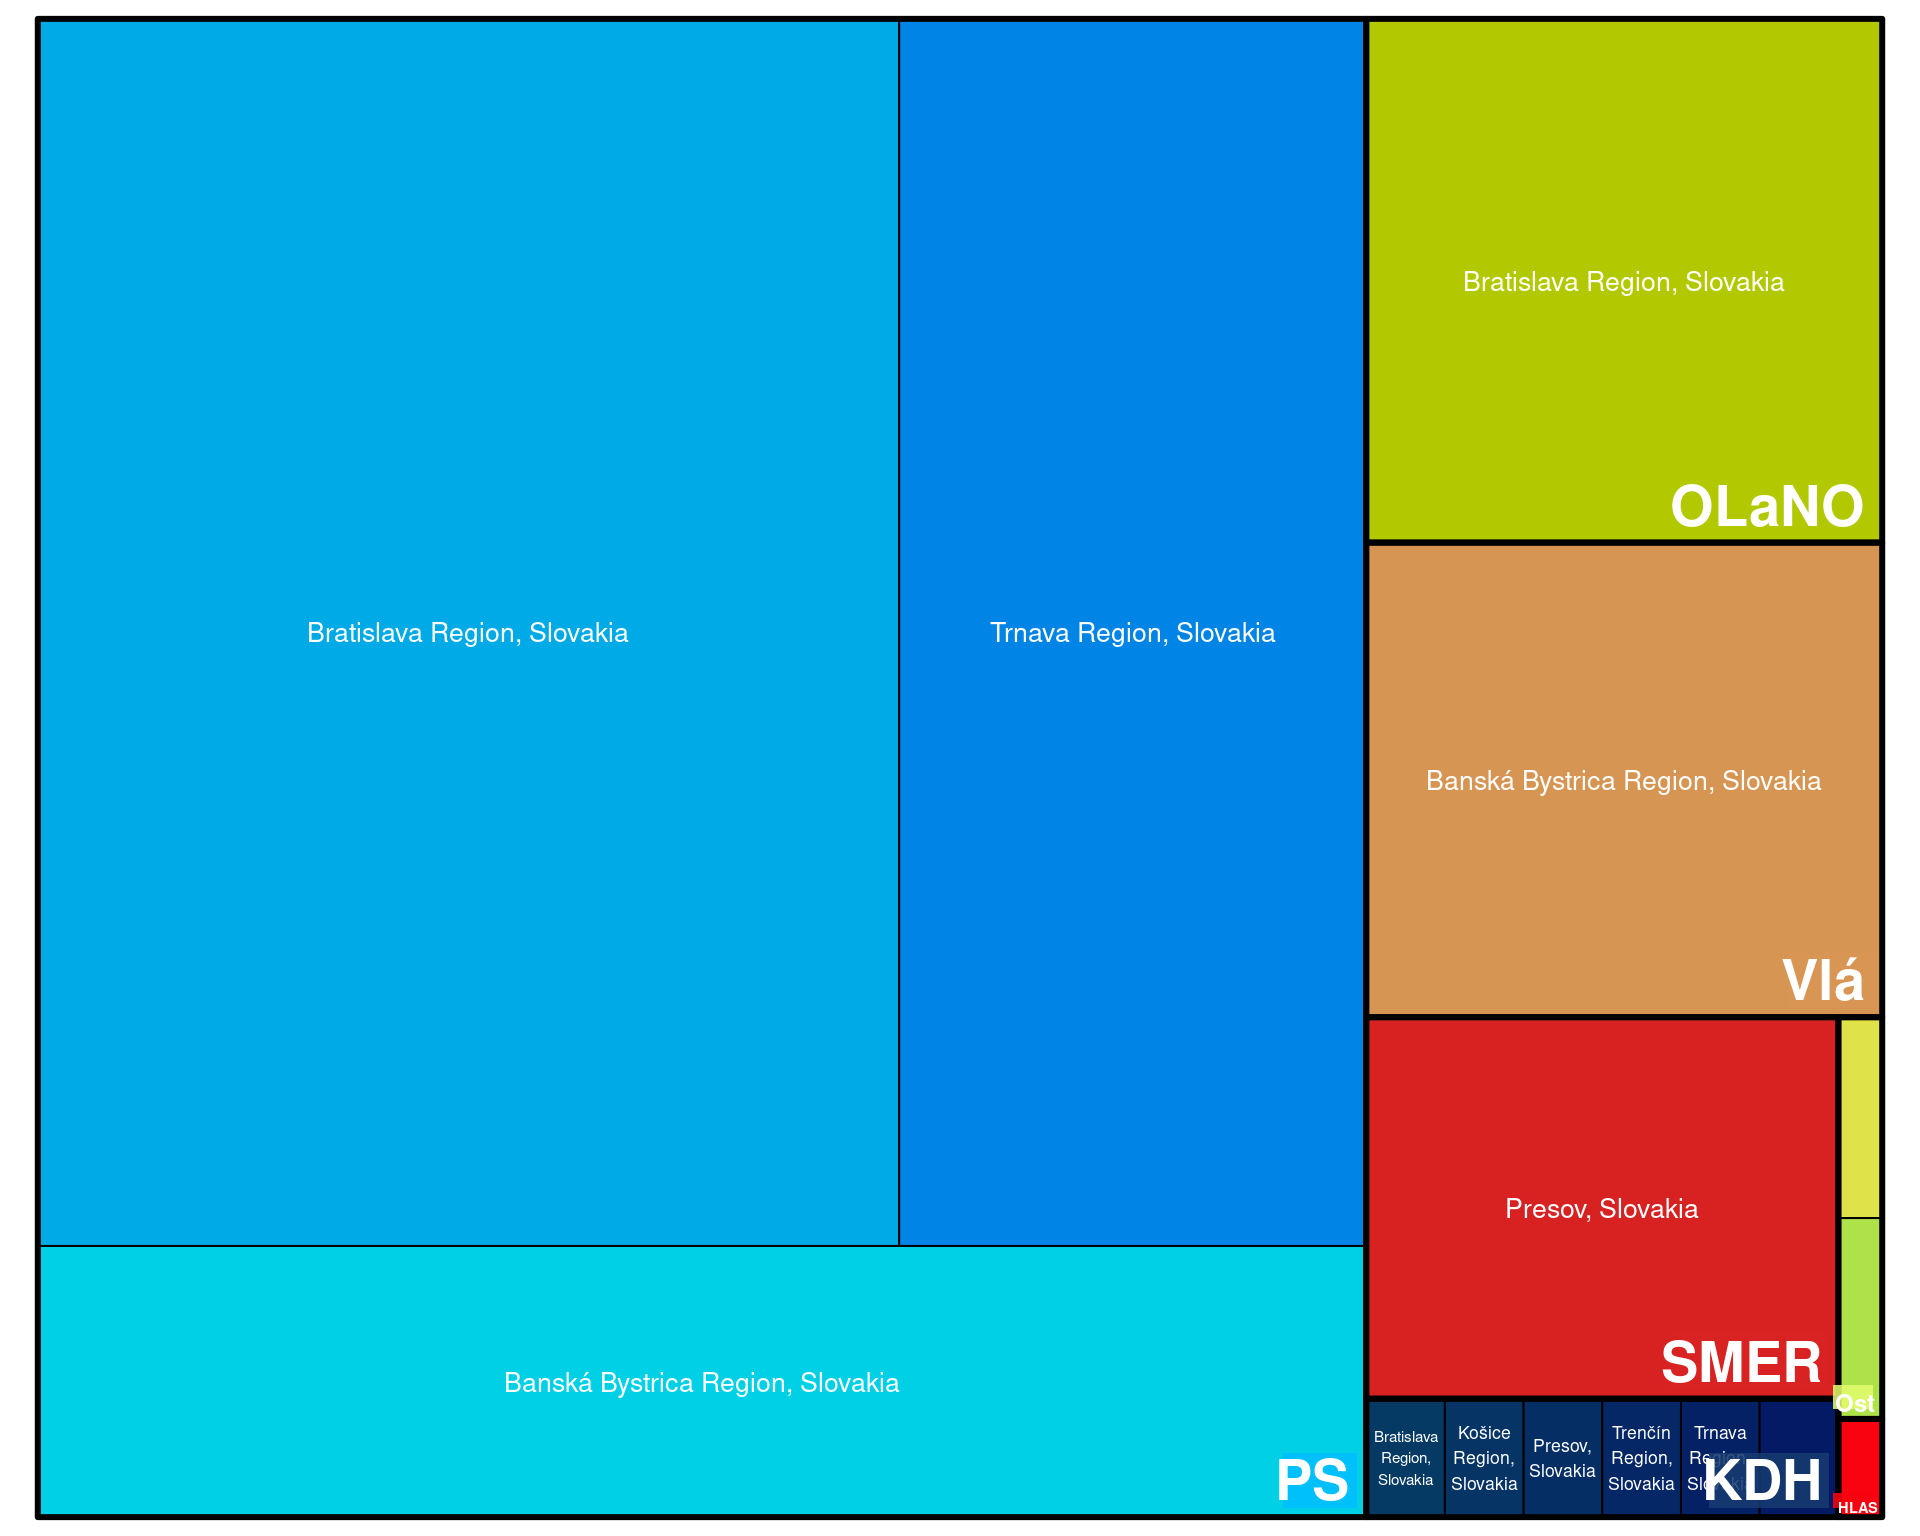 Bratislava Region, Slovakia
Trnava Region, Slovakia
Banská Bystrica Region, Slovakia
PS
Bratislava Region, Slovakia
OLaNO
Banská Bystrica Region, Slovakia
Vlá
Presov, Slovakia
SMER
Ost
Bratislava
Region,
Slovakia
Košice
Region,
Slovakia
Presov,
Slovakia
Trenčín
Region,
Slovakia
Trnava
Region,
Slovakia
KDH
HLAS